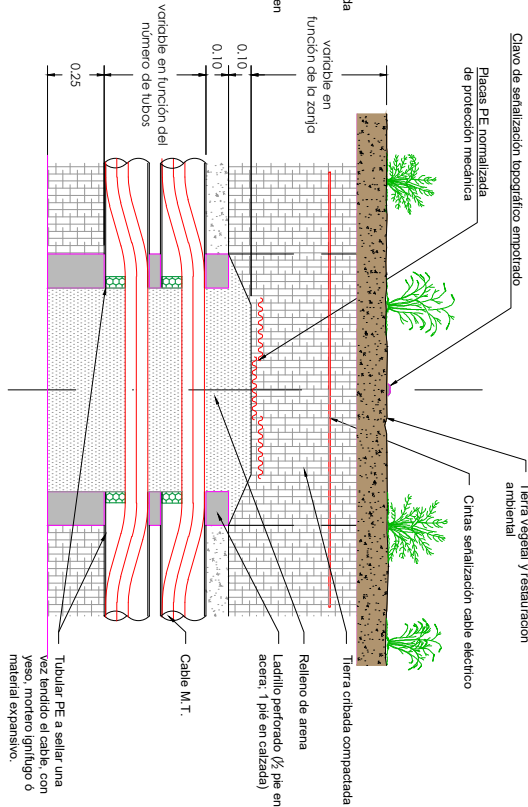 Clavo de señalización topográfico empotrado
Placas PE normalizada
de protección mecánica
Tierra vegetal y restauración
ambiental
Cintas señalización cable eléctrico
variable en
función de la zanja
0.10
0.10
variable en función del
número de tubos
0.25
Tierra cribada compactada
Relleno de arena
Ladrillo perforado (½ pie en
acera; 1 pié en calzada)
Cable M.T.
Tubular PE a sellar una
vez tendido el cable, con
yeso, mortero ignífugo ó
material expansivo.